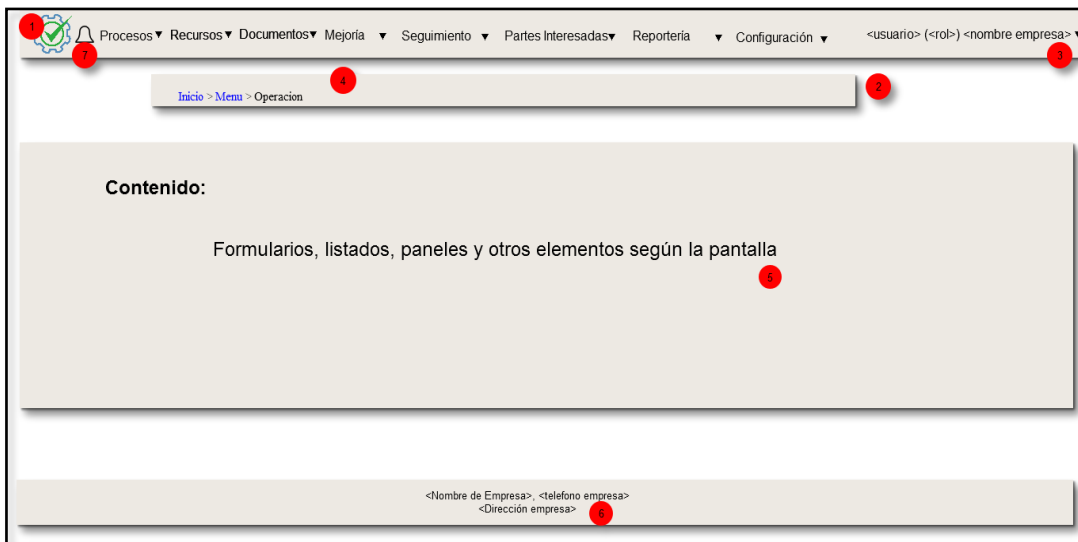 1
7
Procesos▼ Recursos▼ Documentos▼ Mejoría ▼ Seguimiento ▼ Partes Interesadas▼ Reportería ▼ Configuración ▼ <usuario> (<rol>) <nombre empresa> ▼
3
4
2
Inicio > Menu > Operacion
Contenido:
Formularios, listados, paneles y otros elementos según la pantalla
5
<Nombre de Empresa>, <telefono empresa>
<Dirección empresa>
6